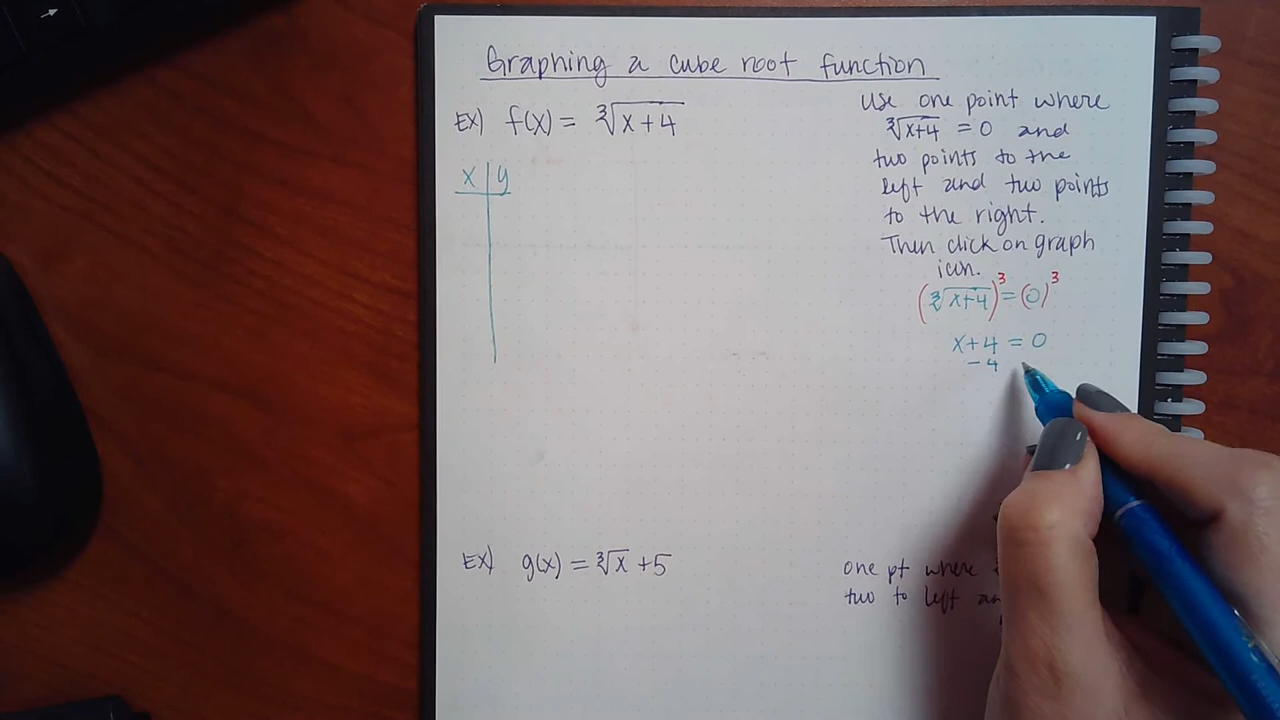 Graphing a cube root function
EX) f(x) = ∛(x+4)
x | y
Use one point where
∛(x+4) = 0 and
two points to the
left and two points
to the right.
Then click on graph
icon.
(∛(x+4))³ = (0)³
x+4 = 0
-4
EX) g(x) = ∛x + 5
one pt where
two to left